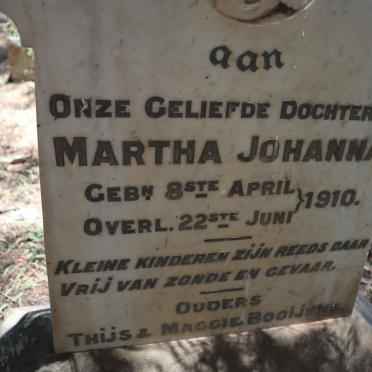 aan
ONZE GELIEFDE DOCHTER
MARTHA JOHANNA
GEBN 8STE APRIL
OVERL. 22STE JUNI } 1910.
KLEINE KINDEREN ZIJN REEDS DAAR
VRIJ VAN ZONDE EN GEVAAR.
OUDERS
THIJS & MAGGIE BOOIJENS